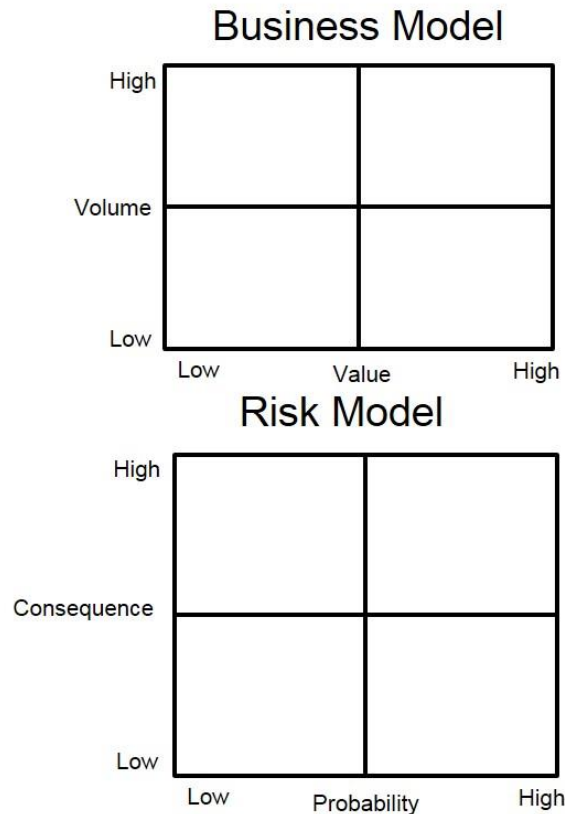 Business Model
High
Volume
Low
Low Value High
Risk Model
High
Consequence
Low
Low Probability High